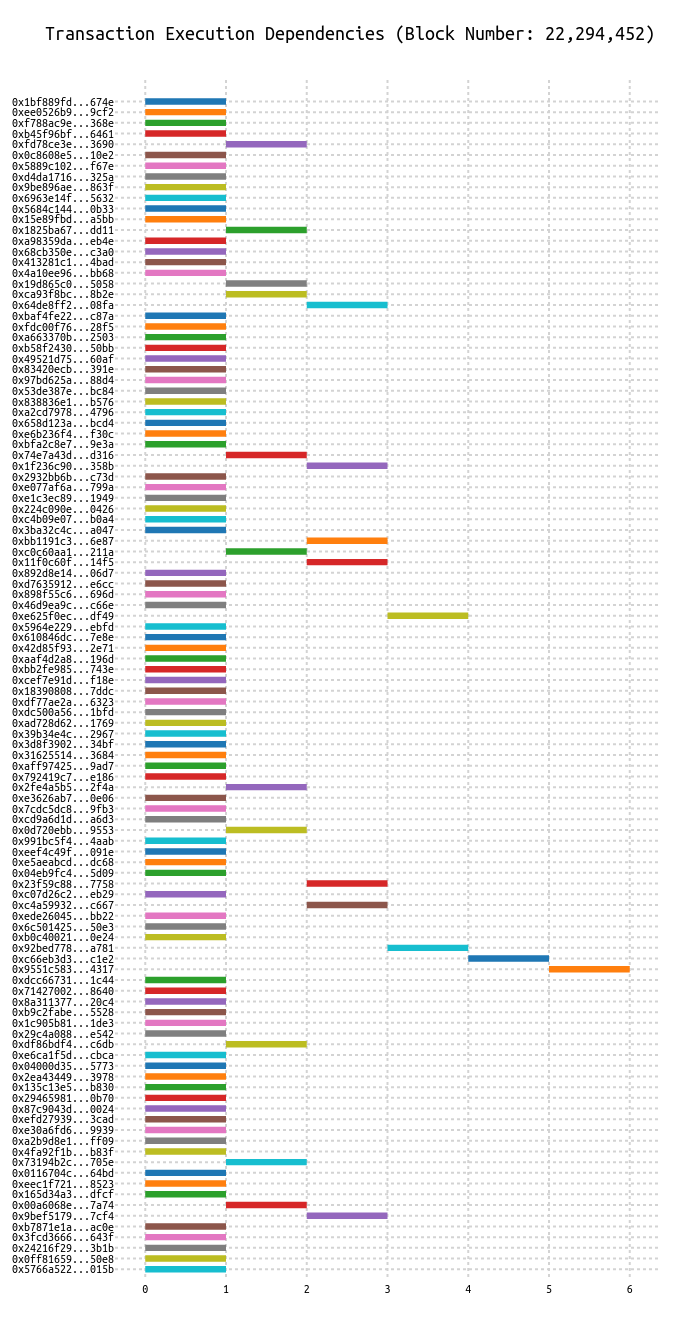 Transaction Execution Dependencies (Block Number: 22,294,452)
0x1bf889fd...674e
0xee0526b9...9cf2
0xf788ac9e...368e
0xb45f96bf...6461
0xfd78ce3e...3690
0x0c8608e5...10e2
0x5889c102...f67e
0xd4da1716...325a
0x9be896ae...863f
0x6963e14f...5632
0x5684c144...0b33
0x15e89fbd...a5bb
0x1825ba67...dd11
0xa98359da...eb4e
0x68cb350e...c3a0
0x413281c1...4bad
0x4a10ee96...bb68
0x19d865c0...5058
0xca93f8bc...8b2e
0x64de8ff2...08fa
0xbaf4fe22...c87a
0xfdc00f76...28f5
0xa663370b...2503
0xb58f2430...50bb
0x49521d75...60af
0x83420ecb...391e
0x97bd625a...88d4
0x53de387e...bc84
0x838836e1...b576
0xa2cd7978...4796
0x658d123a...bcd4
0xe6b236f4...f30c
0xbfa2c8e7...9e3a
0x74e7a43d...d316
0x1f236c90...358b
0x2932bb6b...c73d
0xe077af6a...799a
0xe1c3ec89...1949
0x224c090e...0426
0xc4b09e07...b0a4
0x3ba32c4c...a047
0xbb1191c3...6e87
0xc0c60aa1...211a
0x11f0c60f...14f5
0x892d8e14...06d7
0xd7635912...e6cc
0x898f55c6...696d
0x46d9ea9c...c66e
0xe625f0ec...df49
0x5964e229...ebfd
0x610846dc...7e8e
0x42d85f93...2e71
0xaaf4d2a8...196d
0xbb2fe985...743e
0xcef7e91d...f18e
0x18390808...7ddc
0xdf77ae2a...6323
0xdc500a56...1bfd
0xad728d62...1769
0x39b34e4c...2967
0x3d8f3902...34bf
0x31625514...3684
0xaff97425...9ad7
0x792419c7...e186
0x2fe4a5b5...2f4a
0xe3626ab7...0e06
0x7cdc5dc8...9fb3
0xcd9a6d1d...a6d3
0x0d720ebb...9553
0x991bc5f4...4aab
0xeef4c49f...091e
0xe5aeabcd...dc68
0x04eb9fc4...5d09
0x23f59c88...7758
0xc07d26c2...eb29
0xc4a59932...c667
0xede26045...bb22
0x6c501425...50e3
0xb0c40021...0e24
0x92bed778...a781
0xc66eb3d3...c1e2
0x9551c583...4317
0xdcc66731...1c44
0x71427002...8640
0x8a311377...20c4
0xb9c2fabe...5528
0x1c905b81...1de3
0x29c4a088...e542
0xdf86bdf4...c6db
0xe6ca1f5d...cbca
0x04000d35...5773
0x2ea43449...3978
0x135c13e5...b830
0x29465981...0b70
0x87c9043d...0024
0xefd27939...3cad
0xe30a6fd6...9939
0xa2b9d8e1...ff09
0x4fa92f1b...b83f
0x73194b2c...705e
0x0116704c...64bd
0xeec1f721...8523
0x165d34a3...dfcf
0x00a6068e...7a74
0x9bef5179...7cf4
0xb7871e1a...ac0e
0x3fcd3666...643f
0x24216f29...3b1b
0x0ff81659...50e8
0x5766a522...015b
0 1 2 3 4 5 6